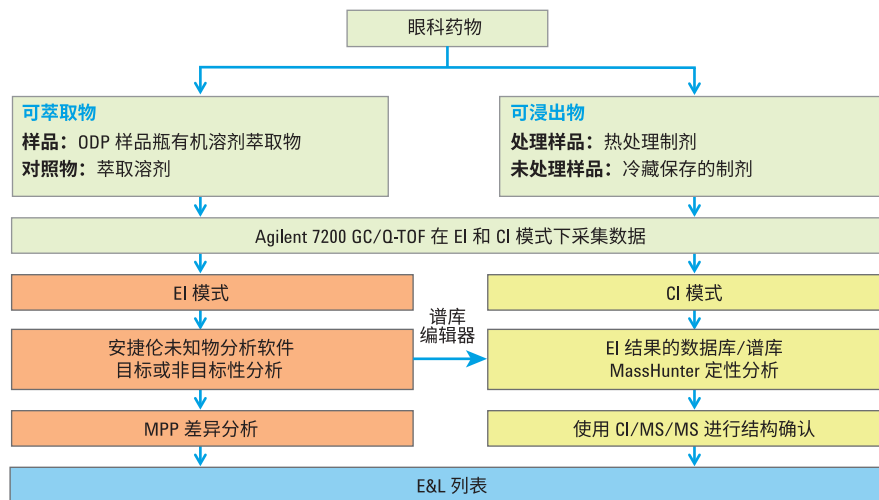 眼科药物
可萃取物
样品：ODP 样品瓶有机溶剂萃取物
对照物：萃取溶剂
可浸出物
处理样品：热处理制剂
未处理样品：冷藏保存的制剂
Agilent 7200 GC/Q-TOF 在 EI 和 CI 模式下采集数据
EI 模式
CI 模式
安捷伦未知物分析软件
目标或非目标性分析
谱库
编辑器
EI 结果的数据库/谱库
MassHunter 定性分析
MPP 差异分析
使用 CI/MS/MS 进行结构确认
E&L 列表